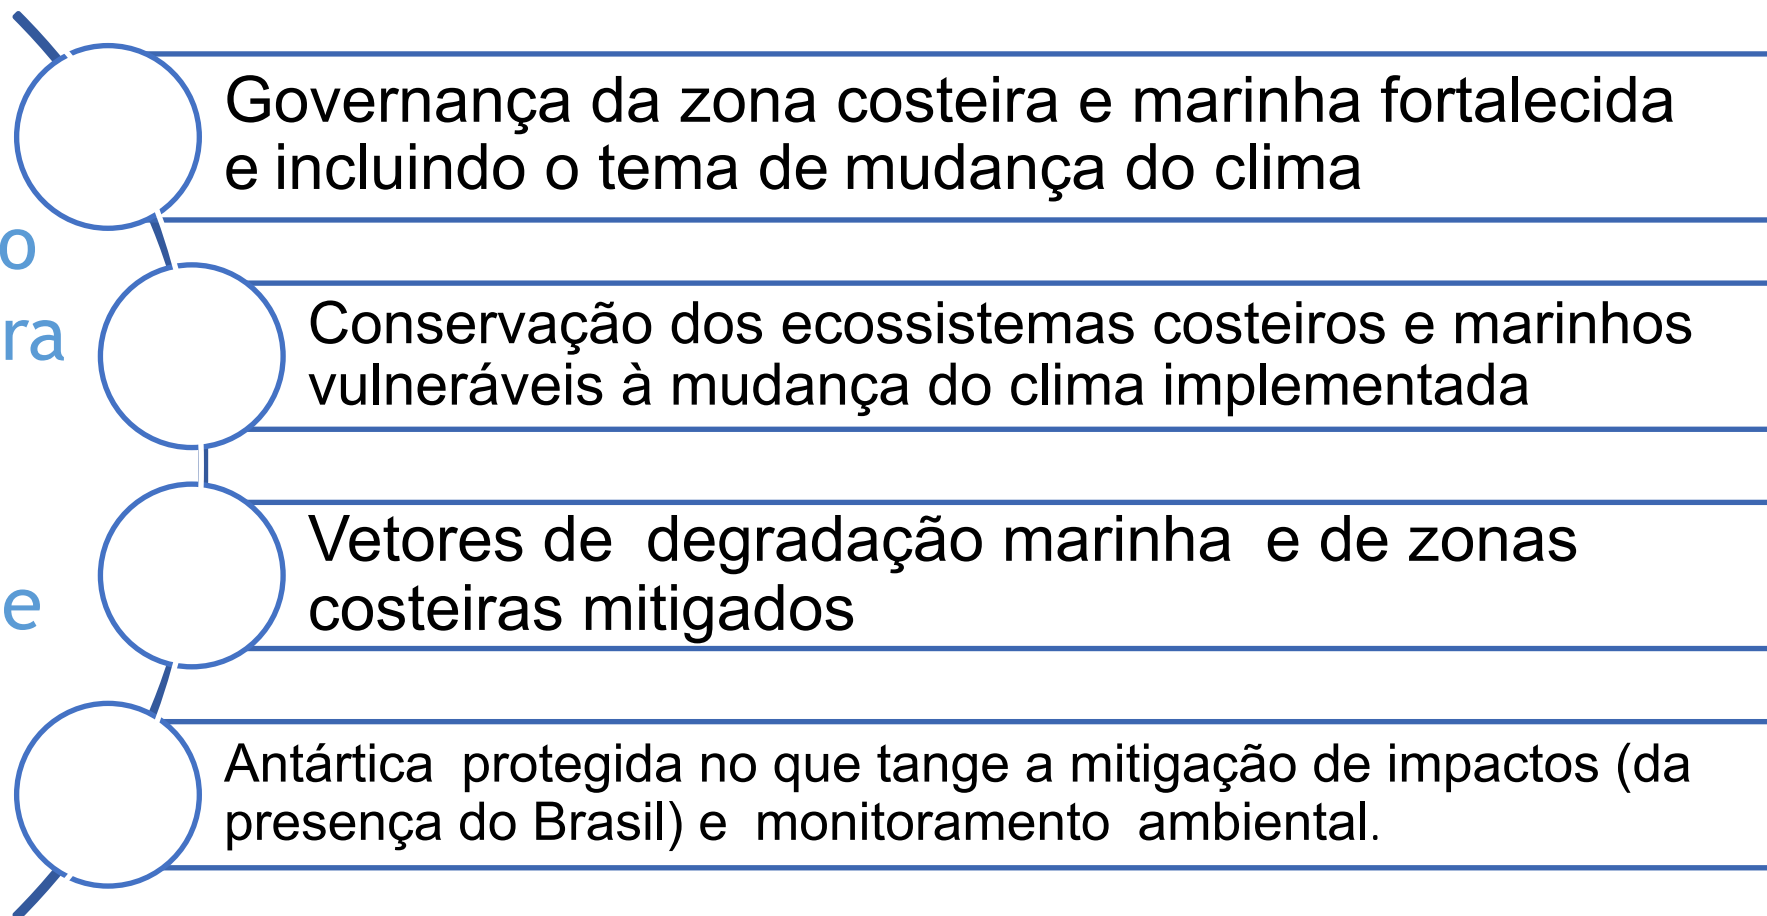 Governança da zona costeira e marinha fortalecida
e incluindo o tema de mudança do clima
o
ra
Conservação dos ecossistemas costeiros e marinhos
vulneráveis à mudança do clima implementada
Vetores de  degradação marinha  e de zonas
costeiras mitigados
e
Antártica  protegida no que tange a mitigação de impactos (da
presença do Brasil) e  monitoramento  ambiental.